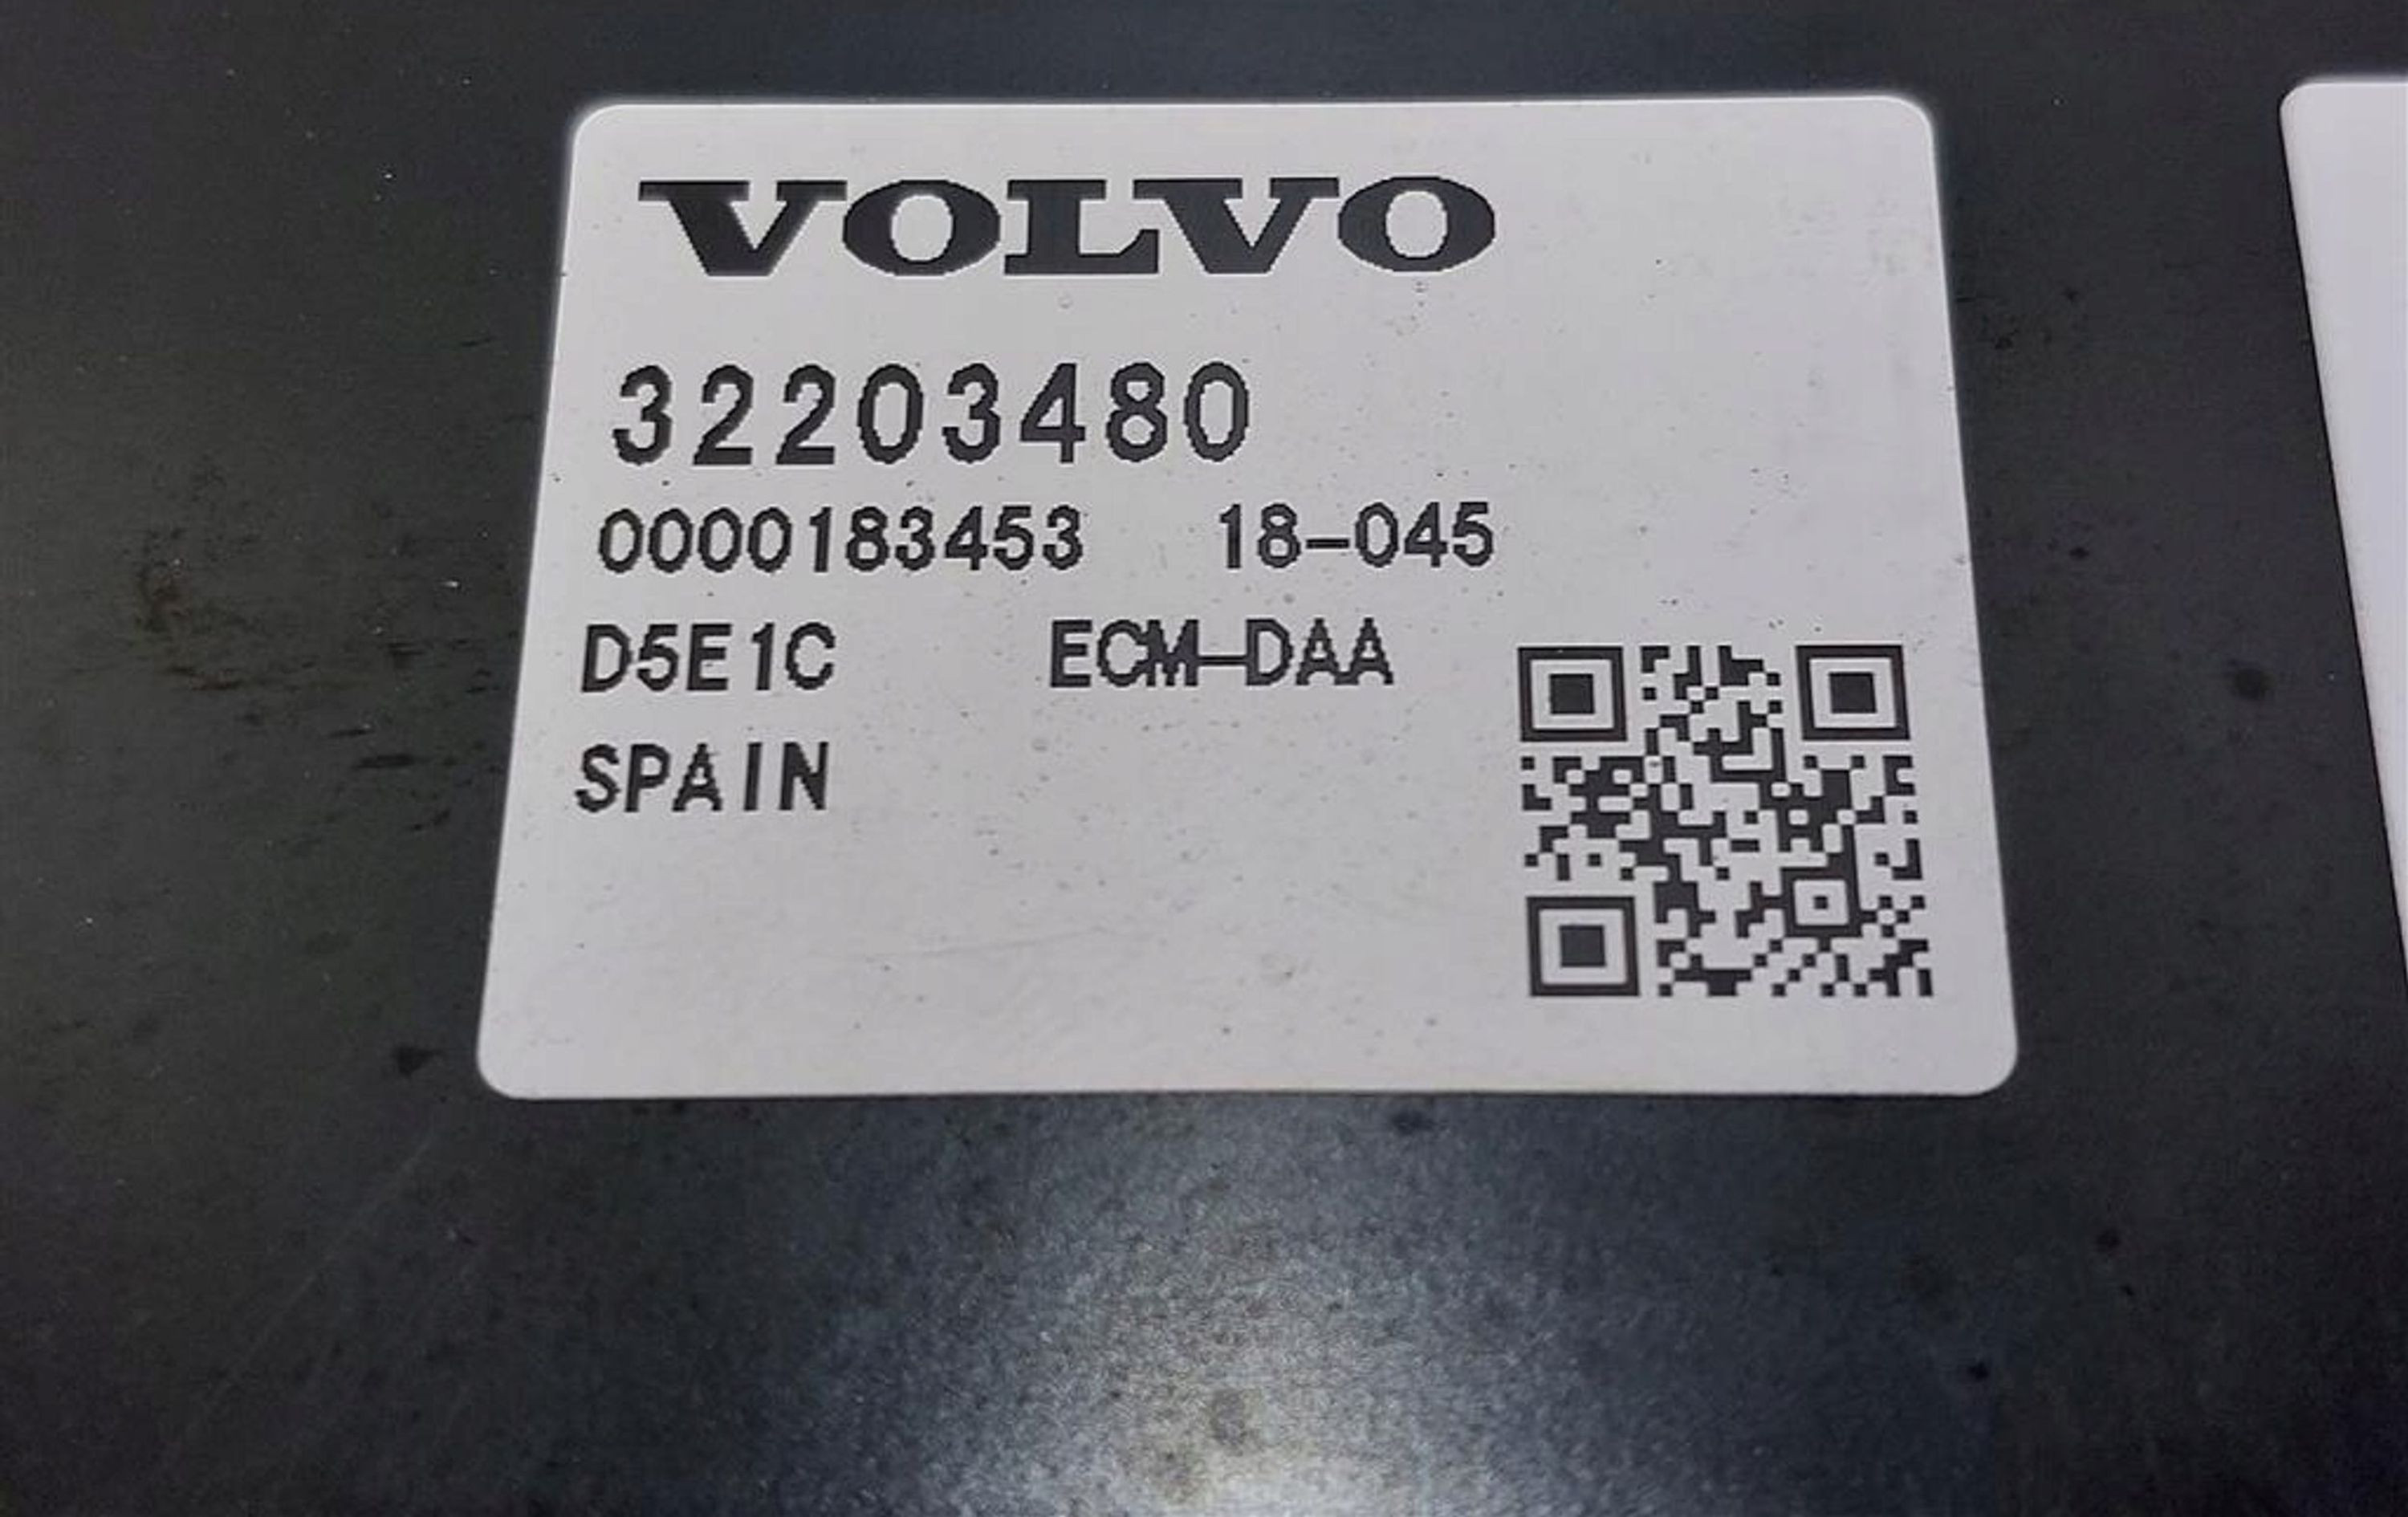 VOLVO
32203480
0000183453 18-045
D5E1C ECM-DAA
SPAIN